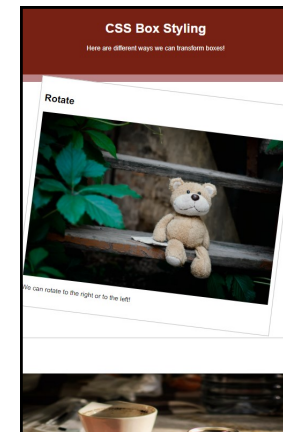 CSS Box Styling
Here are different ways we can transform boxes!
Rotate
We can rotate to the right or to the left!